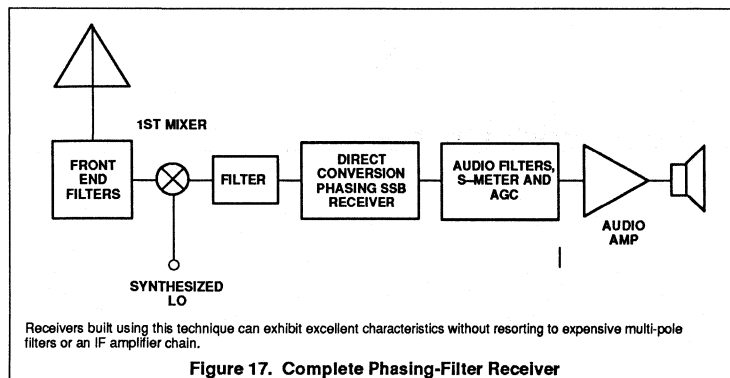 1ST MIXER
FRONT
END
FILTERS
FILTER
DIRECT
CONVERSION
PHASING SSB
RECEIVER
AUDIO FILTERS,
S–METER AND
AGC
AUDIO
AMP
SYNTHESIZED
LO
Receivers built using this technique can exhibit excellent characteristics without resorting to expensive multi-pole
filters or an IF amplifier chain.
Figure 17. Complete Phasing-Filter Receiver